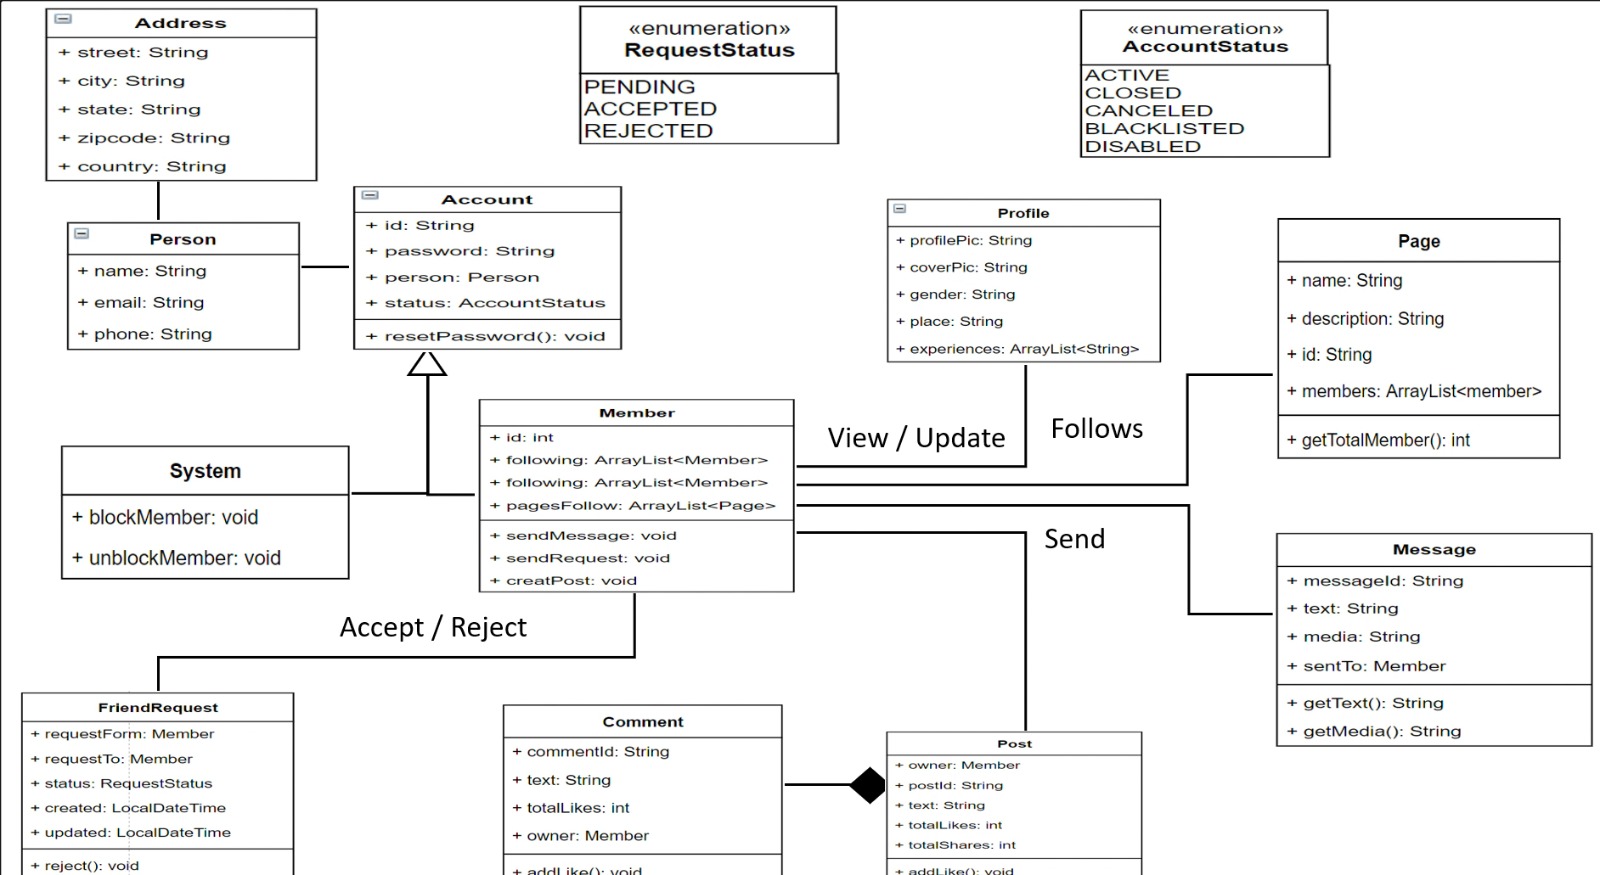 Address
+ street: String
+ city: String
+ state: String
+ zipcode: String
+ country: String
«enumeration»
RequestStatus
PENDING
ACCEPTED
REJECTED
«enumeration»
AccountStatus
ACTIVE
CLOSED
CANCELED
BLACKLISTED
DISABLED
Person
+ name: String
+ email: String
+ phone: String
Account
+ id: String
+ password: String
+ person: Person
+ status: AccountStatus
+ resetPassword(): void
Profile
+ profilePic: String
+ coverPic: String
+ gender: String
+ place: String
+ experiences: ArrayList<String>
Page
+ name: String
+ description: String
+ id: String
+ members: ArrayList<member>
+ getTotalMember(): int
System
+ blockMember: void
+ unblockMember: void
Member
+ id: int
+ following: ArrayList<Member>
+ following: ArrayList<Member>
+ pagesFollow: ArrayList<Page>
+ sendMessage: void
+ sendRequest: void
+ creatPost: void
View / Update
Follows
Send
Message
+ messageId: String
+ text: String
+ media: String
+ sentTo: Member
+ getText(): String
+ getMedia(): String
Accept / Reject
FriendRequest
+ requestForm: Member
+ requestTo: Member
+ status: RequestStatus
+ created: LocalDateTime
+ updated: LocalDateTime
+ reject(): void
Comment
+ commentId: String
+ text: String
+ totalLikes: int
+ owner: Member
+ addLike(): void
Post
+ owner: Member
+ postId: String
+ text: String
+ totalLikes: int
+ totalShares: int
+ addLike(): void